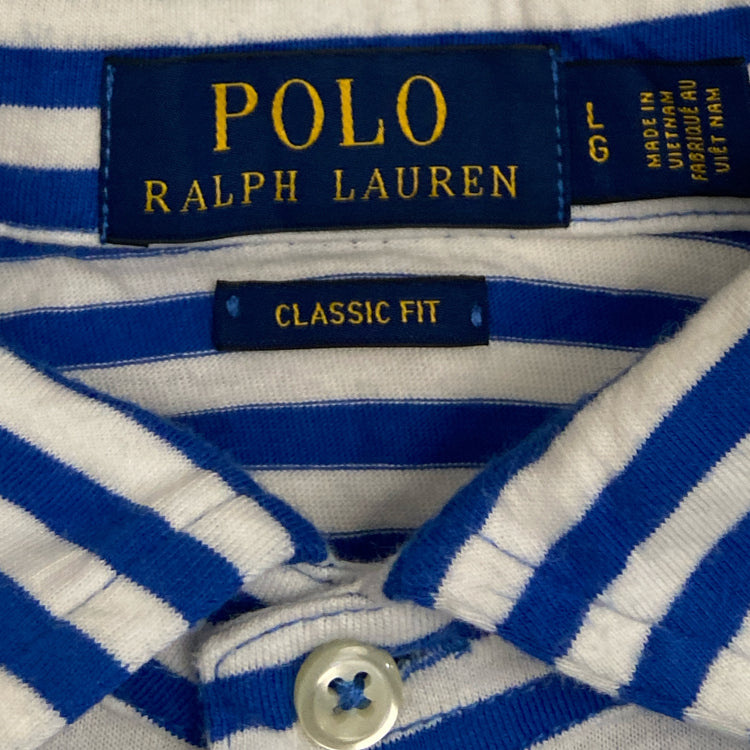 POLO
RALPH LAUREN
L
G
MADE IN
VIETNAM
FABRIQUÉ AU
VIÊT NAM
CLASSIC FIT